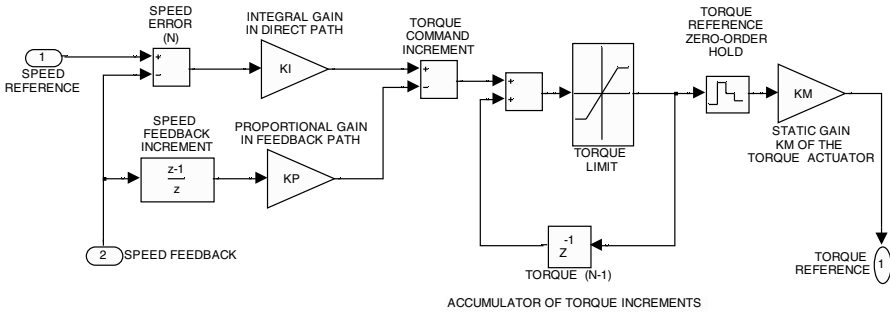 SPEED
ERROR
(N)
INTEGRAL GAIN
IN DIRECT PATH
TORQUE
COMMAND
INCREMENT
TORQUE
REFERENCE
ZERO-ORDER
HOLD
1
SPEED
REFERENCE
+
−
KI
+
−
+
+
KM
SPEED
FEEDBACK
INCREMENT
PROPORTIONAL GAIN
IN FEEDBACK PATH
TORQUE
LIMIT
STATIC GAIN
KM OF THE
TORQUE ACTUATOR
z-1
z
KP
2
SPEED FEEDBACK
-1
Z
TORQUE (N-1)
TORQUE
REFERENCE
1
ACCUMULATOR OF TORQUE INCREMENTS